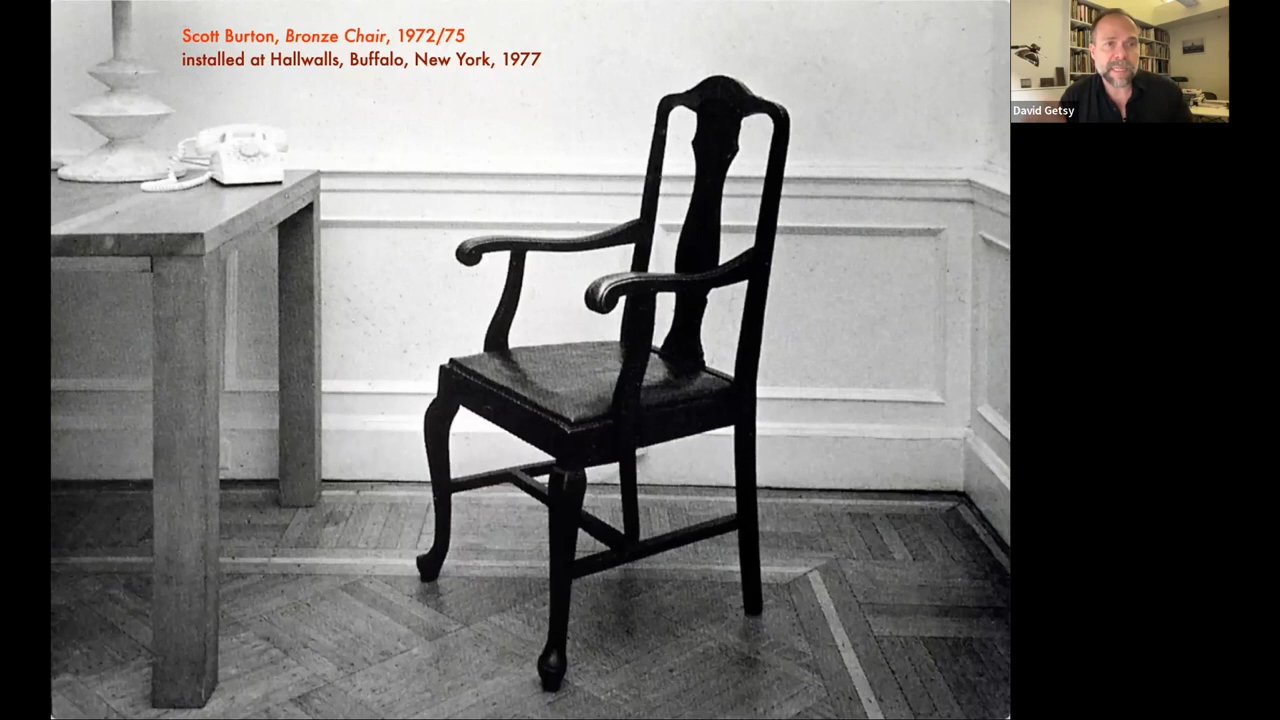 Scott Burton, Bronze Chair, 1972/75
installed at Hallwalls, Buffalo, New York, 1977
David Getsy